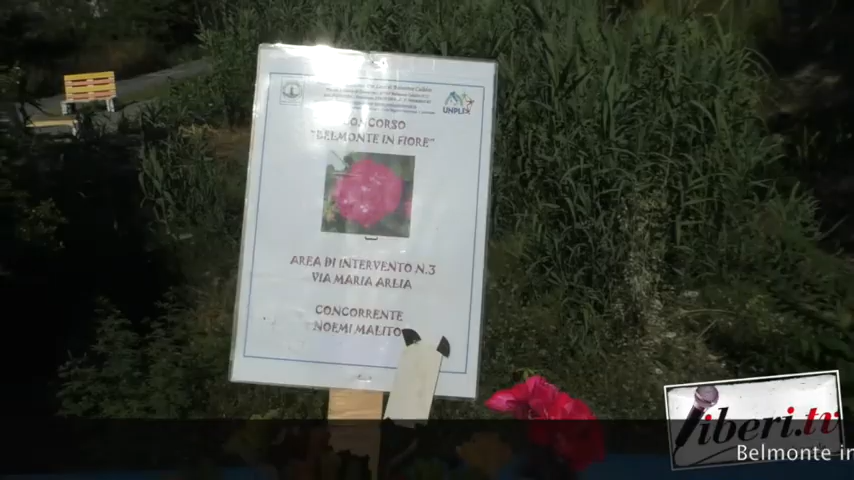 UNPLI
CONCORSO
"BELMONTE IN FIORE"
AREA DI INTERVENTO N.3
VIA MARIA ARLIA
CONCORRENTE
NOEMI MALITO
liberi.tv
Belmonte in